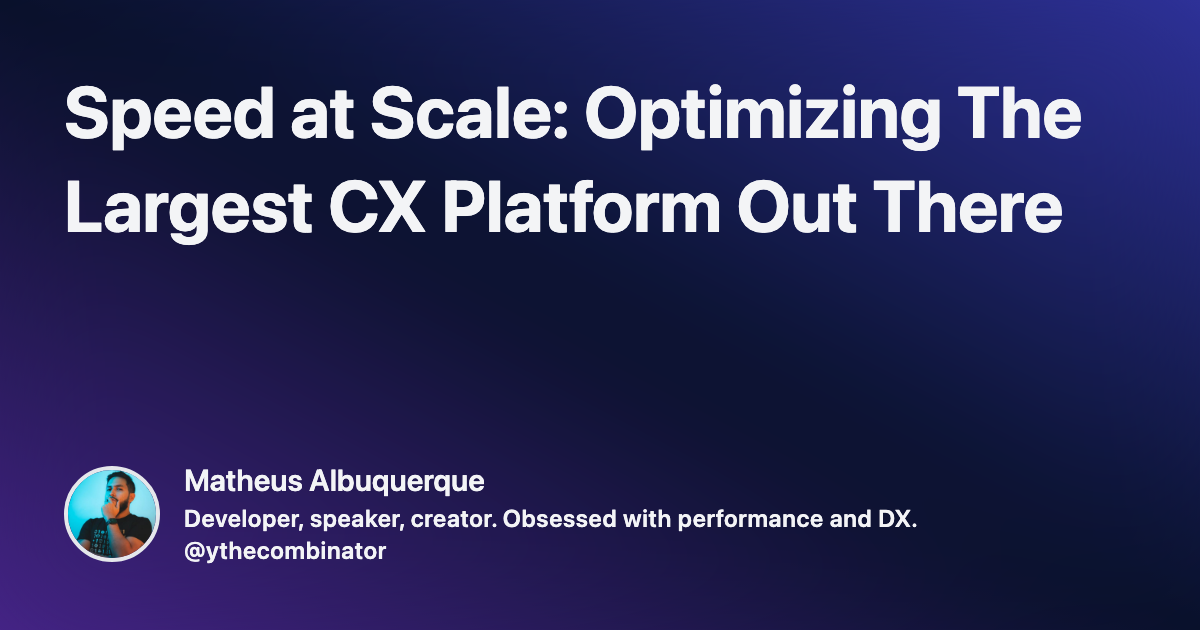 Speed at Scale: Optimizing The
Largest CX Platform Out There
Matheus Albuquerque
Developer, speaker, creator. Obsessed with performance and DX.
@ythecombinator